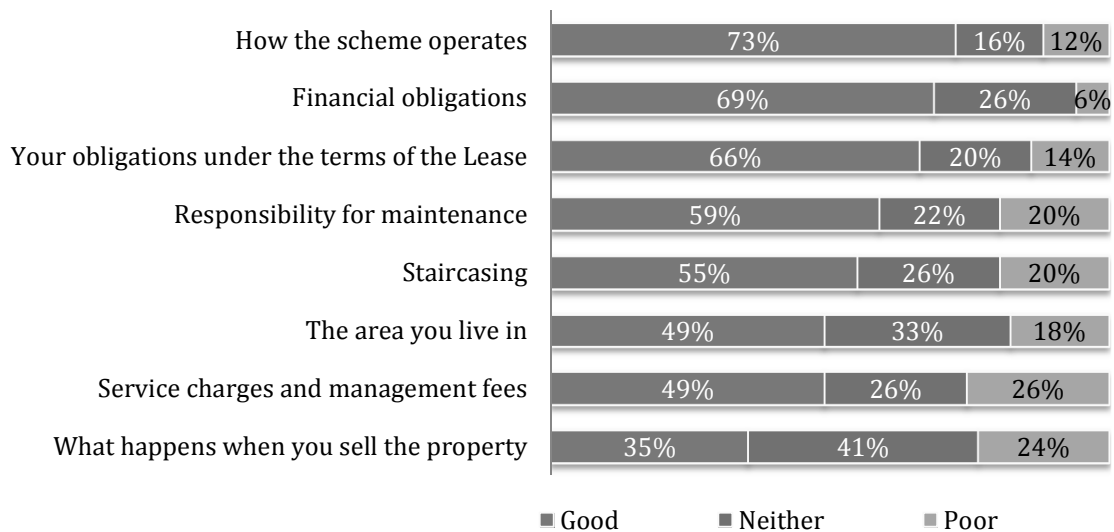 How the scheme operates 73% 16% 12%
Financial obligations 69% 26% 6%
Your obligations under the terms of the Lease 66% 20% 14%
Responsibility for maintenance 59% 22% 20%
Staircasing 55% 26% 20%
The area you live in 49% 33% 18%
Service charges and management fees 49% 26% 26%
What happens when you sell the property 35% 41% 24%
Good Neither Poor